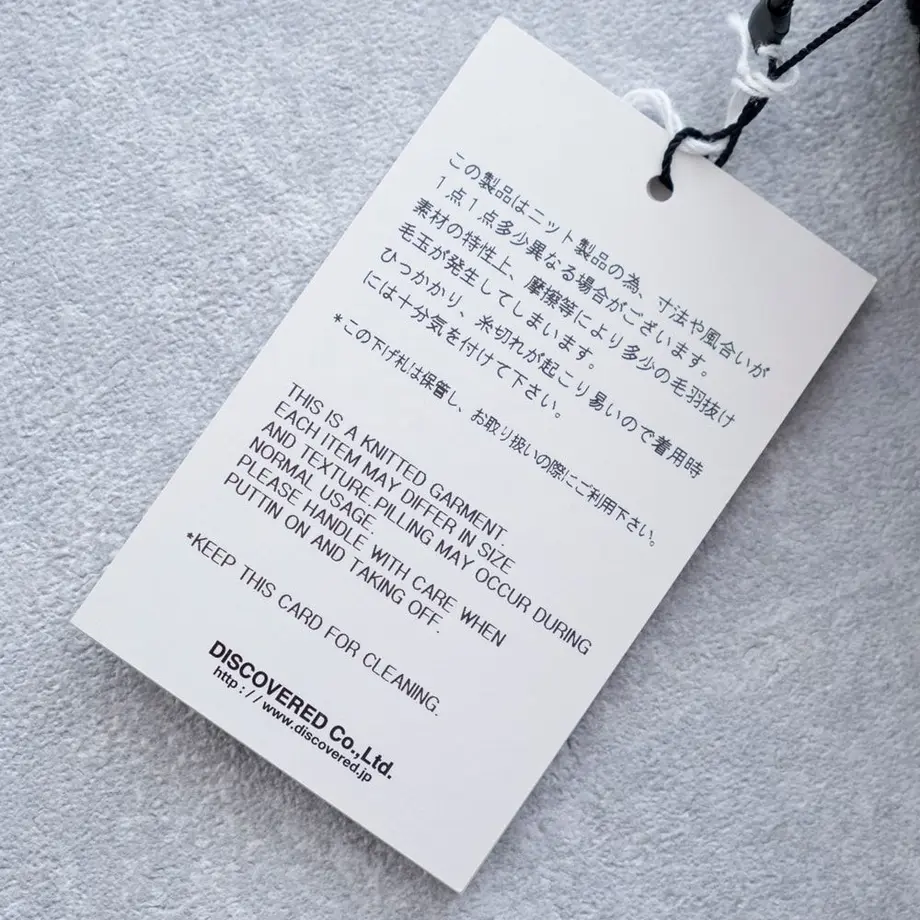 この製品はニット製品の為、寸法や風合いが
1点1点多少異なる場合がございます。
素材の特性上、摩擦等により多少の毛羽抜け
毛玉が発生してしまいます。
ひっかかり、糸切れが起こり易いので着用時
には十分気を付けて下さい。
*この下げ札は保管し、お取り扱いの際にご利用下さい。
THIS IS A KNITTED GARMENT.
EACH ITEM MAY DIFFER IN SIZE
AND TEXTURE.PILLING MAY OCCUR DURING
NORMAL USAGE.
PLEASE HANDLE WITH CARE WHEN
PUTTIN ON AND TAKING OFF.
*KEEP THIS CARD FOR CLEANING.
DISCOVERED Co.,Ltd.
http://www.discovered.jp